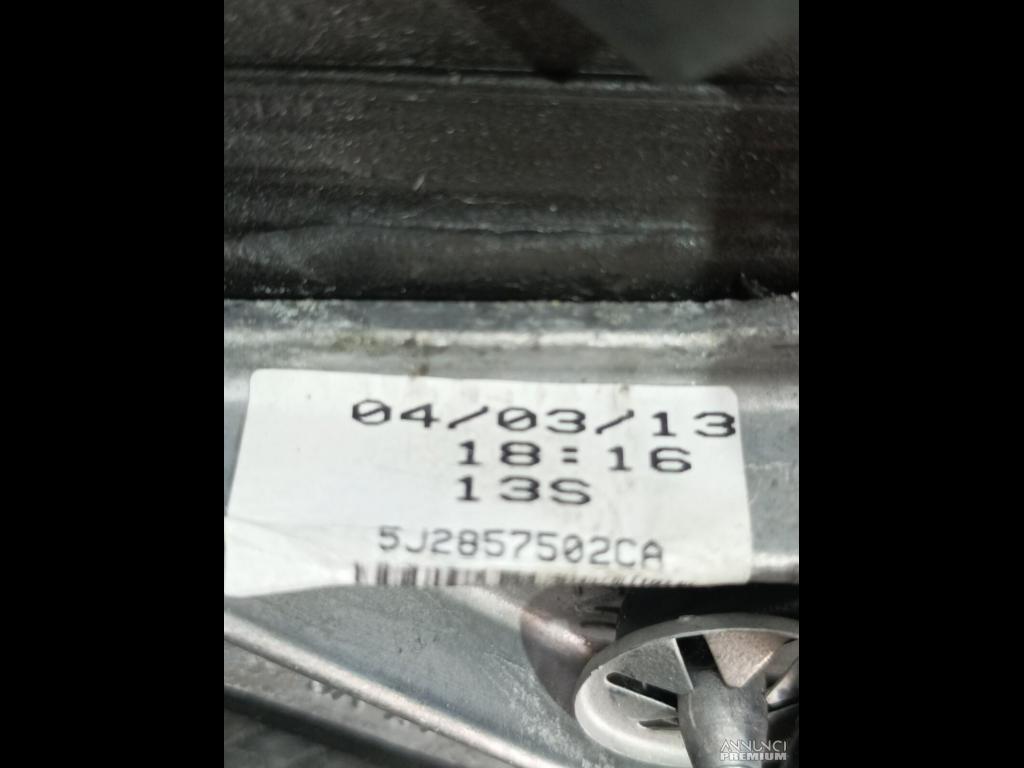 04/03/13
18:16
13S
5J2857502CA
ANNUNCI
PREMIUM